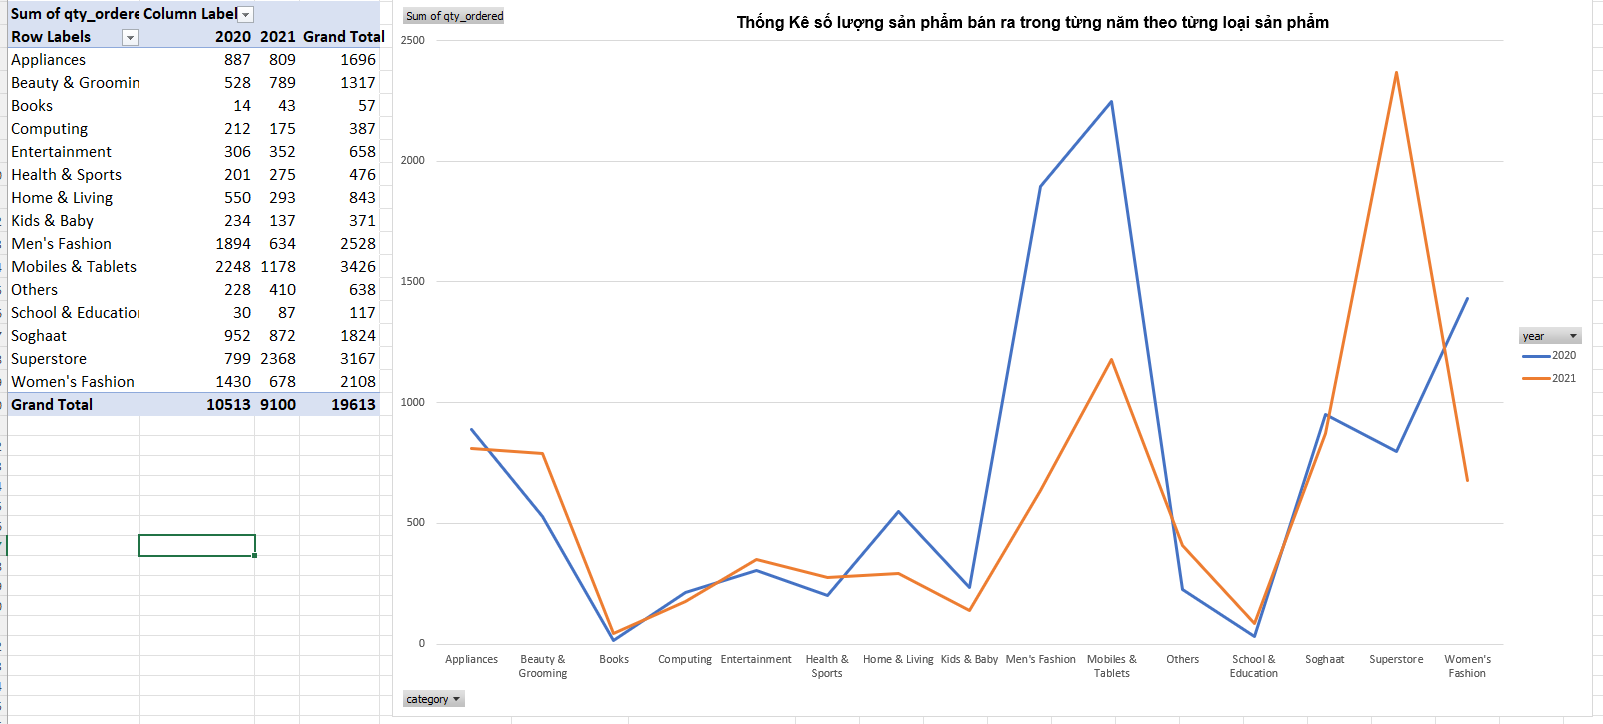 Sum of qty_ordere Column Label
Row Labels 2020 2021 Grand Total
Appliances 887 809 1696
Beauty & Groomin 528 789 1317
Books 14 43 57
Computing 212 175 387
Entertainment 306 352 658
Health & Sports 201 275 476
Home & Living 550 293 843
Kids & Baby 234 137 371
Men's Fashion 1894 634 2528
Mobiles & Tablets 2248 1178 3426
Others 228 410 638
School & Education 30 87 117
Soghaat 952 872 1824
Superstore 799 2368 3167
Women's Fashion 1430 678 2108
Grand Total 10513 9100 19613
Sum of qty_ordered
Thống Kê số lượng sản phẩm bán ra trong từng năm theo từng loại sản phẩm
2500
2000
1500
1000
500
0
Appliances Beauty & Books Computing Entertainment Health & Home & Living Kids & Baby Men's Fashion Mobiles & Others School & Soghaat Superstore Women's
Grooming Sports Tablets Education Fashion
category
year
2020
2021